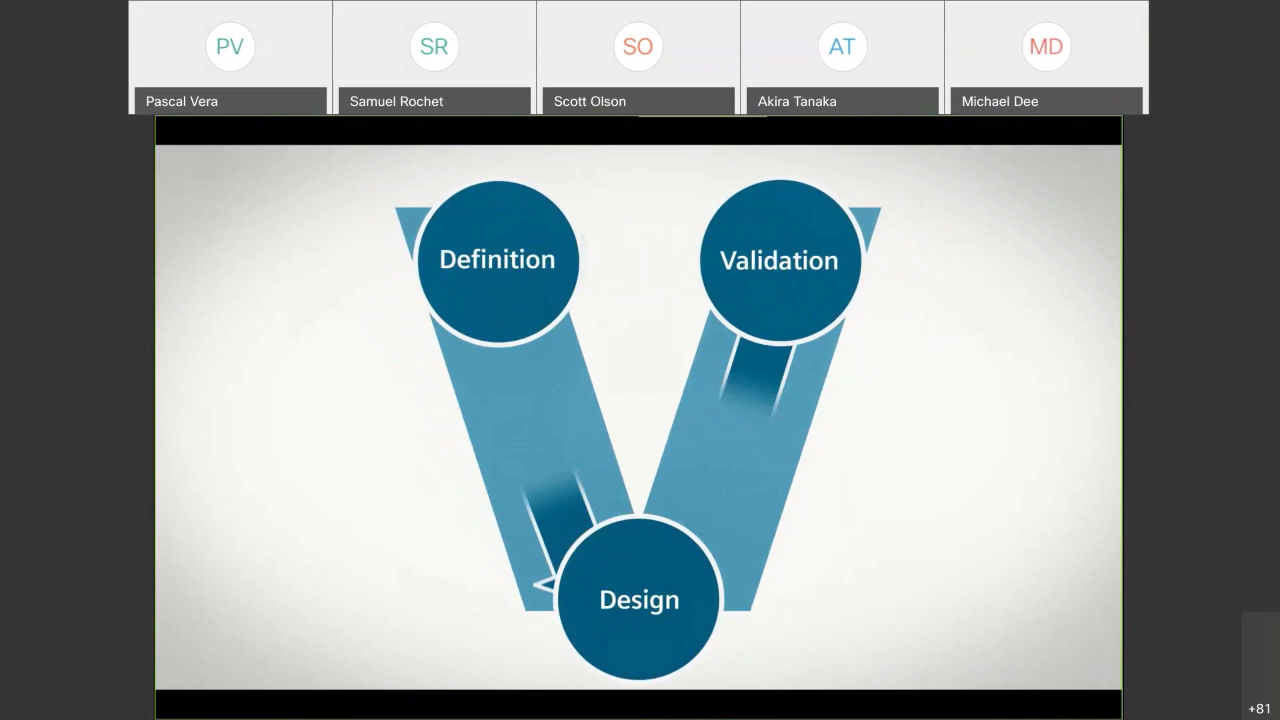 PV
SR
SO
AT
MD
Pascal Vera
Samuel Rochet
Scott Olson
Akira Tanaka
Michael Dee
Definition
Validation
Design
+81